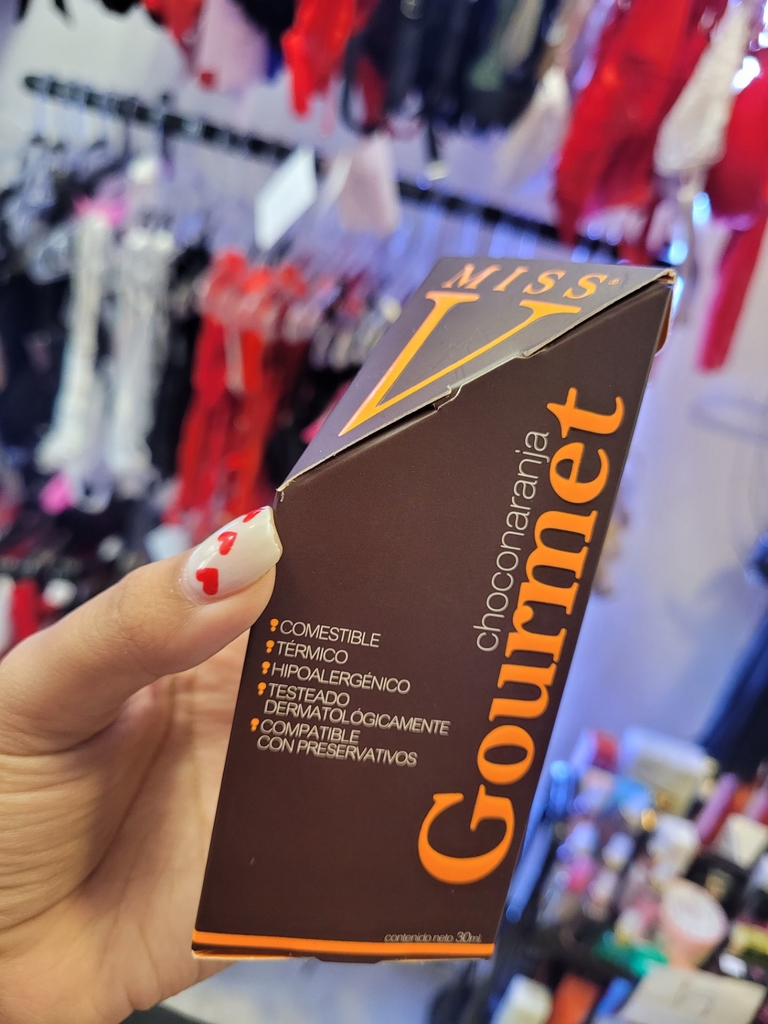 MISS®
V
choconaranja
Gourmet
COMESTIBLE
TÉRMICO
HIPOALERGÉNICO
TESTEADO
DERMATOLÓGICAMENTE
COMPATIBLE
CON PRESERVATIVOS
contenido neto 30ml.